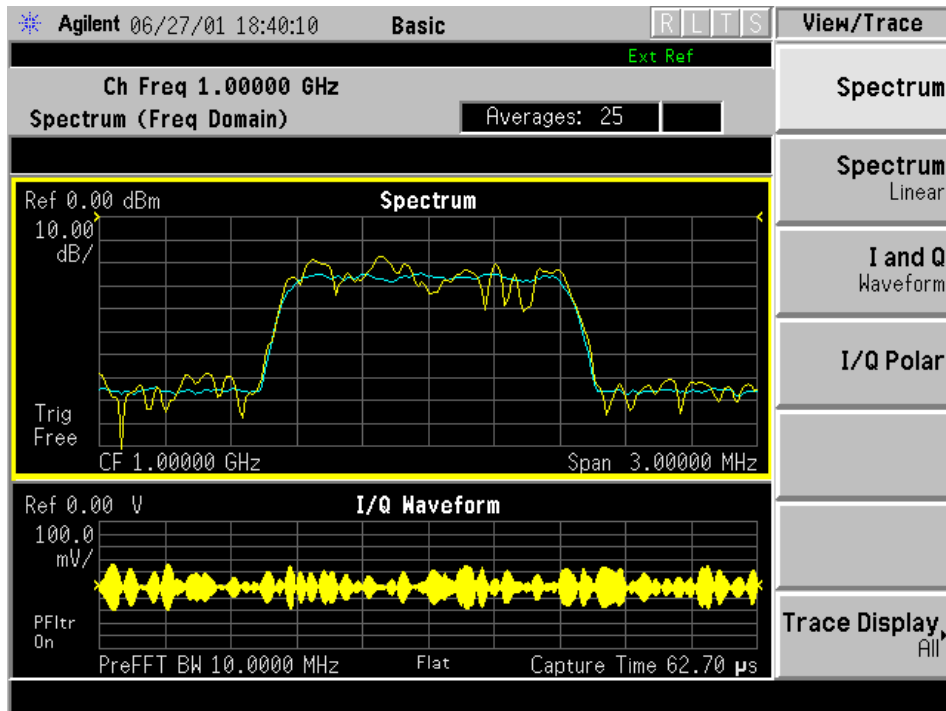 Agilent 06/27/01 18:40:10 Basic R L T S View/Trace
Ext Ref
Ch Freq 1.00000 GHz
Spectrum (Freq Domain) Averages: 25
Spectrum
Spectrum
Linear
I and Q
Waveform
I/Q Polar
Trace Display
All
Ref 0.00 dBm Spectrum
10.00
dB/
Trig
Free
CF 1.00000 GHz Span 3.00000 MHz
Ref 0.00 V I/Q Waveform
100.0
mV/
PFltr
On
PreFFT BW 10.0000 MHz Flat Capture Time 62.70 µs